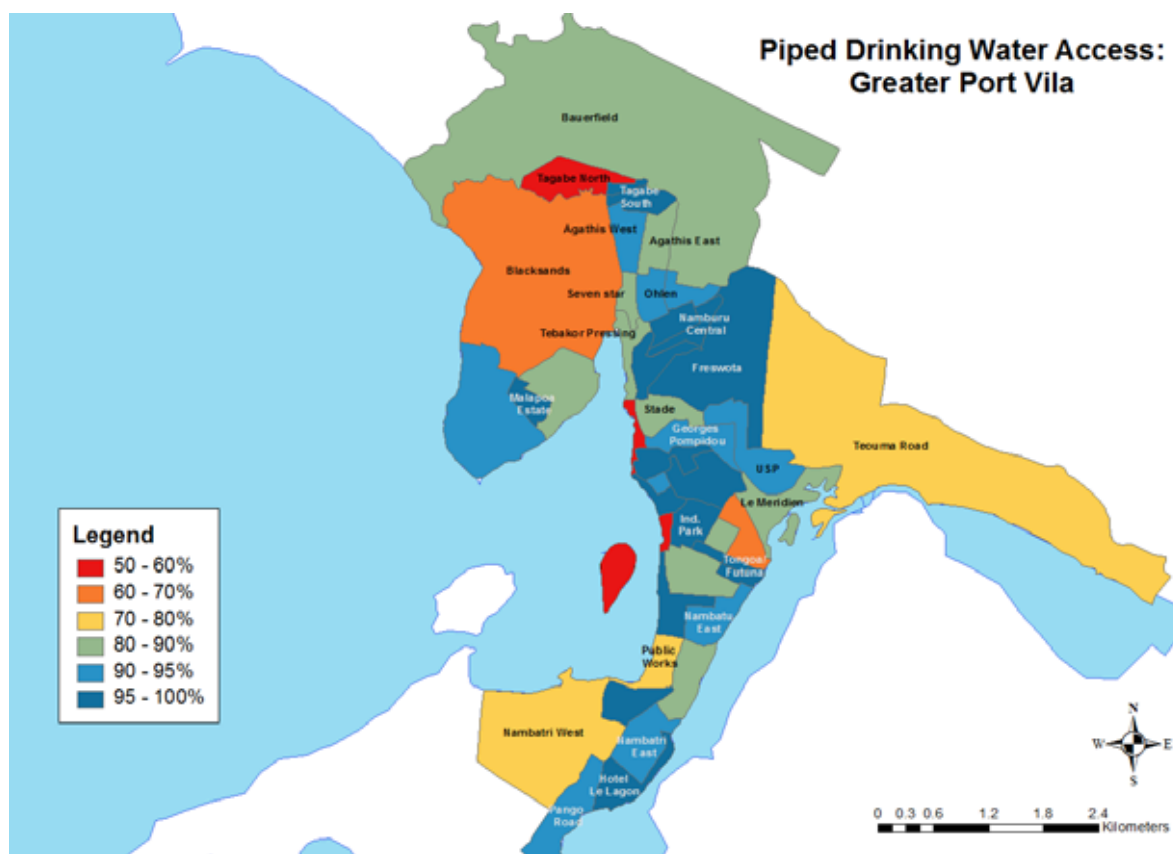 Piped Drinking Water Access:
Greater Port Vila
Bauerfield
Tagabe North
Tagabe
South
Agathis West
Agathis East
Blacksands
Seven star
Ohlen
Tebakor Pressing
Namburu
Central
Freswota
Malapoa
Estate
Stade
Georges
Pompidou
Teouma Road
USP
Le Meridien
Ind.
Park
Tongoa/
Futuna
Nambatu
East
Public
Works
Nambatri West
Nambatri
East
Hotel
Le Lagon
Pango
Road
Legend
50 - 60%
60 - 70%
70 - 80%
80 - 90%
90 - 95%
95 - 100%
N
W
E
S
0 0.3 0.6 1.2 1.8 2.4
Kilometers